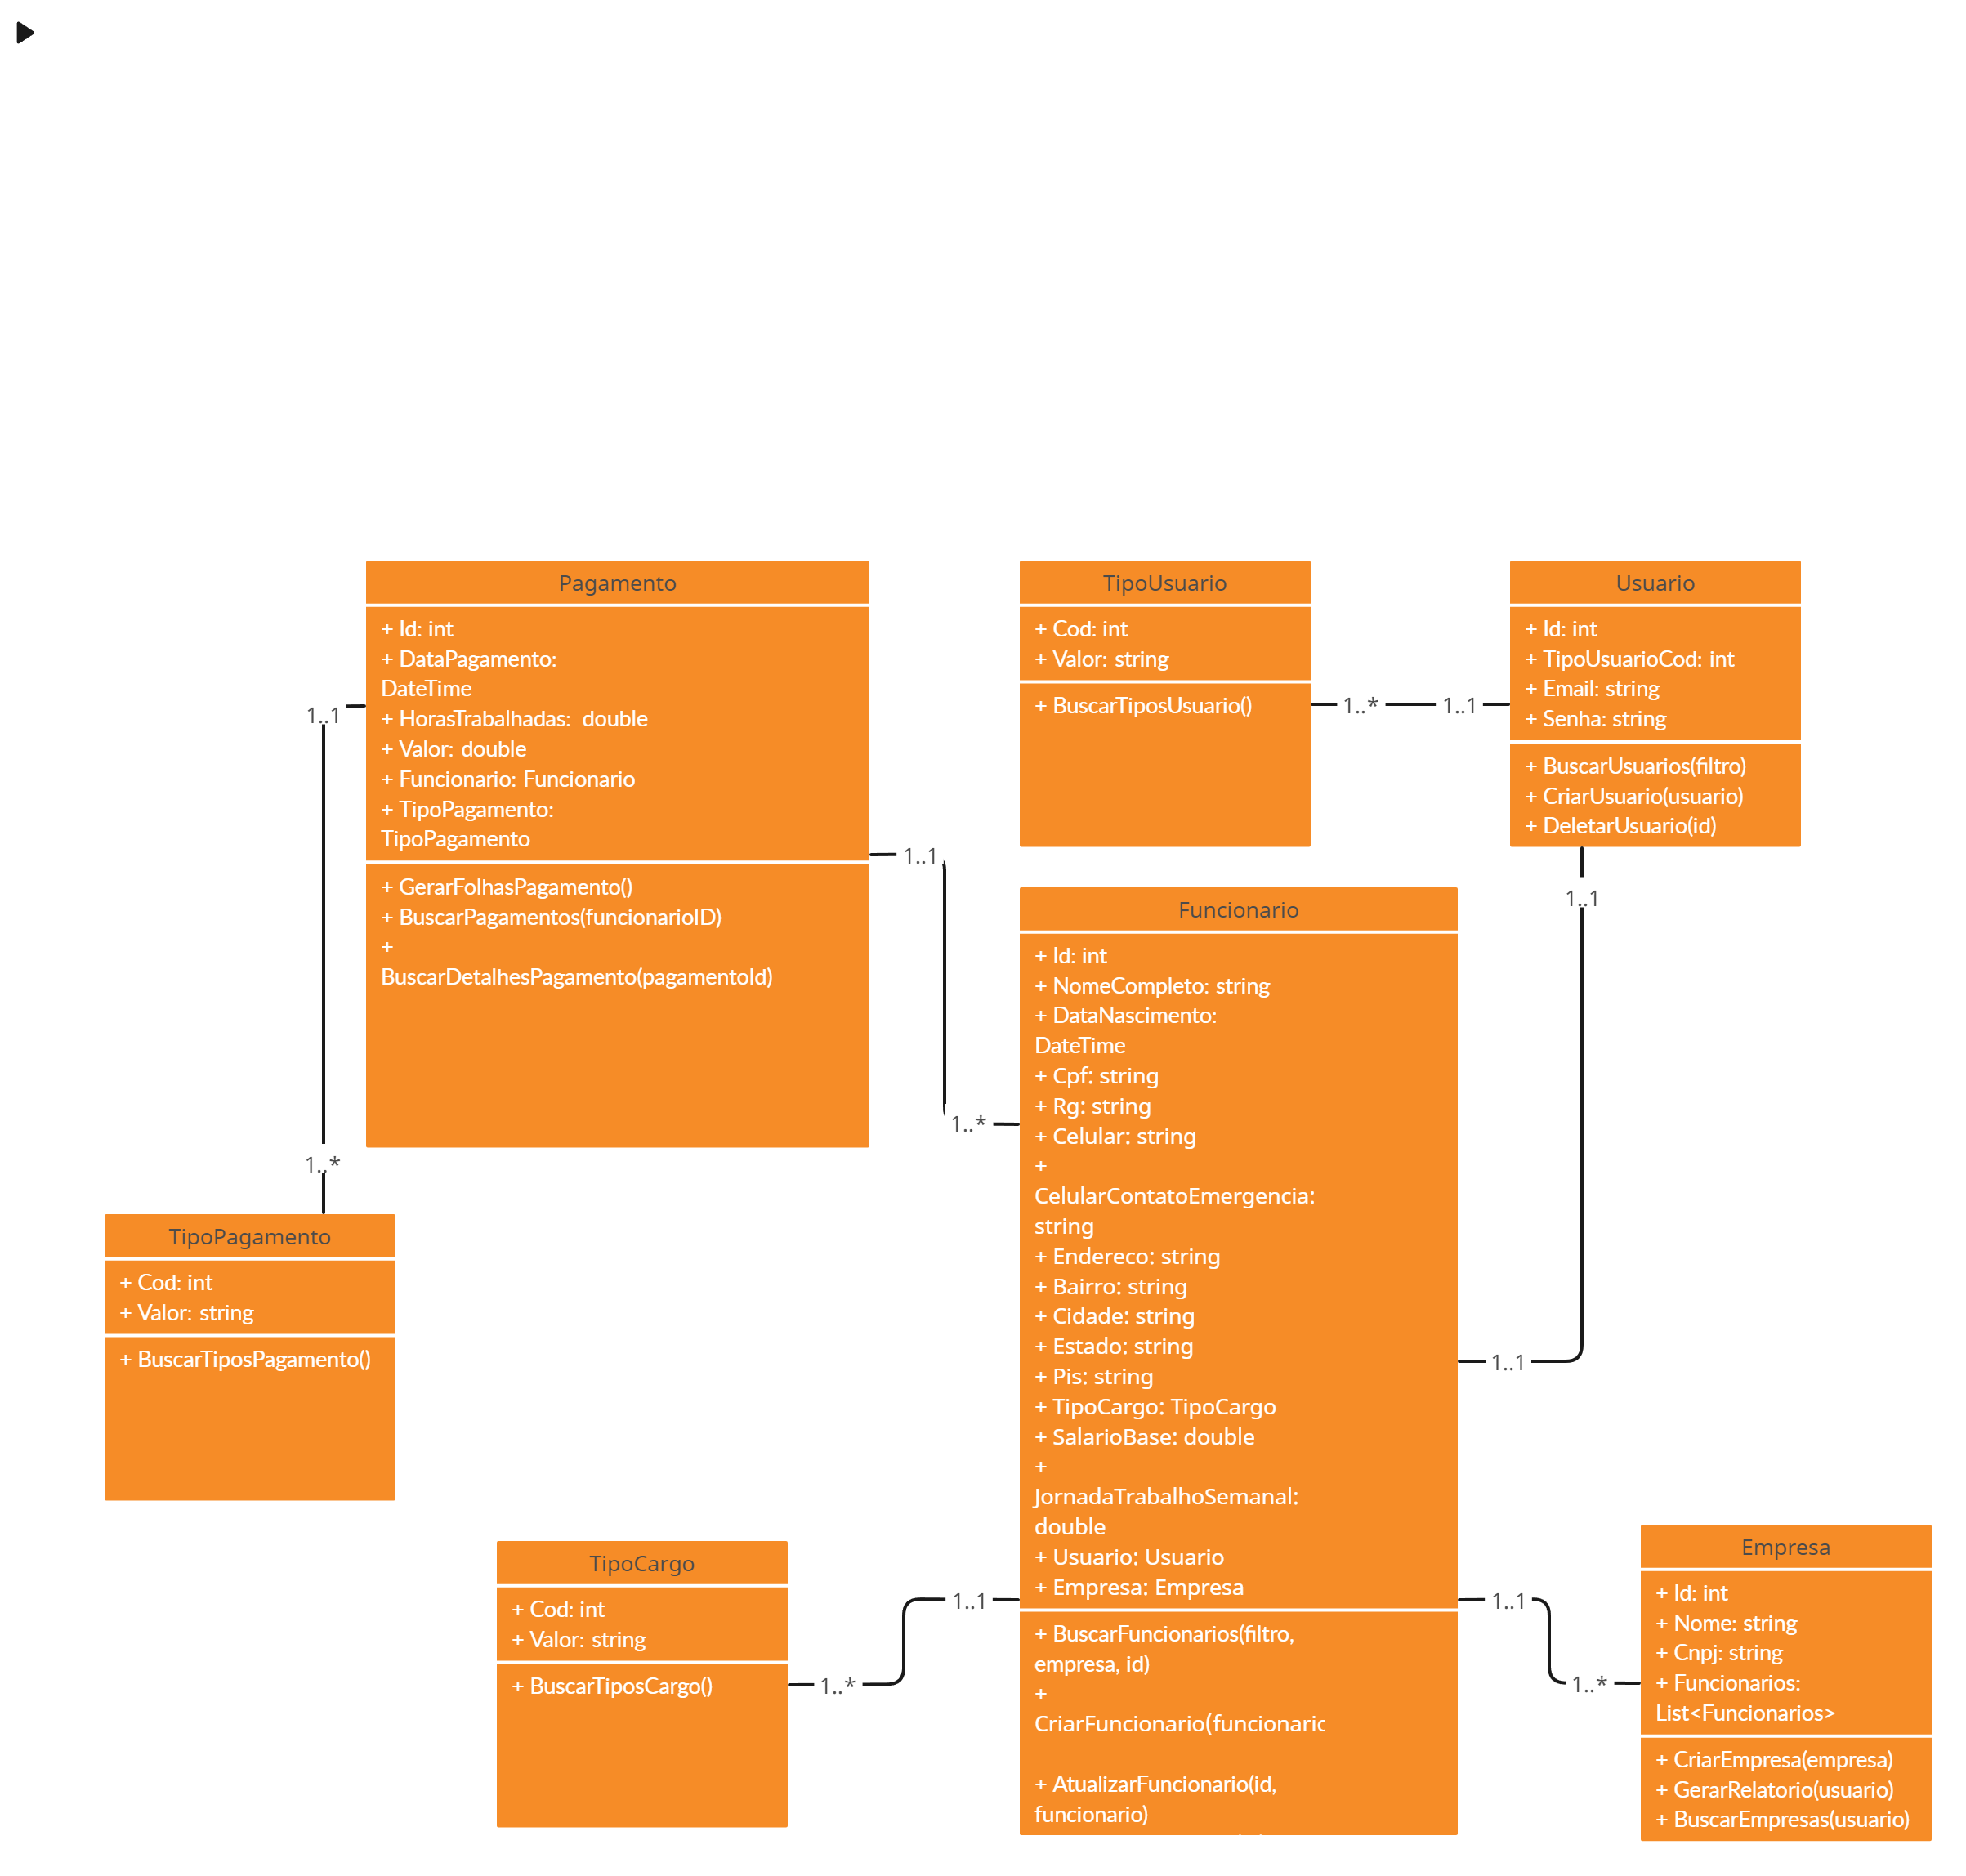 Pagamento
+ Id: int
+ DataPagamento:
DateTime
+ HorasTrabalhadas:  double
+ Valor: double
+ Funcionario: Funcionario
+ TipoPagamento:
TipoPagamento
+ GerarFolhasPagamento()
+ BuscarPagamentos(funcionarioID)
+
BuscarDetalhesPagamento(pagamentoId)
TipoUsuario
+ Cod: int
+ Valor: string
+ BuscarTiposUsuario()
1..*
1..1
Usuario
+ Id: int
+ TipoUsuarioCod: int
+ Email: string
+ Senha: string
+ BuscarUsuarios(filtro)
+ CriarUsuario(usuario)
+ DeletarUsuario(id)
1..1
1..1
1..1
1..*
1..*
1..1
Funcionario
+ Id: int
+ NomeCompleto: string
+ DataNascimento:
DateTime
+ Cpf: string
+ Rg: string
+ Celular: string
+
CelularContatoEmergencia:
string
+ Endereco: string
+ Bairro: string
+ Cidade: string
+ Estado: string
+ Pis: string
+ TipoCargo: TipoCargo
+ SalarioBase: double
+
JornadaTrabalhoSemanal:
double
+ Usuario: Usuario
+ Empresa: Empresa
+ BuscarFuncionarios(filtro,
empresa, id)
+
CriarFuncionario(funcionaric
+ AtualizarFuncionario(id,
funcionario)
TipoPagamento
+ Cod: int
+ Valor: string
+ BuscarTiposPagamento()
TipoCargo
+ Cod: int
+ Valor: string
+ BuscarTiposCargo()
1..1
1..*
1..1
1..*
Empresa
+ Id: int
+ Nome: string
+ Cnpj: string
+ Funcionarios:
List<Funcionarios>
+ CriarEmpresa(empresa)
+ GerarRelatorio(usuario)
+ BuscarEmpresas(usuario)